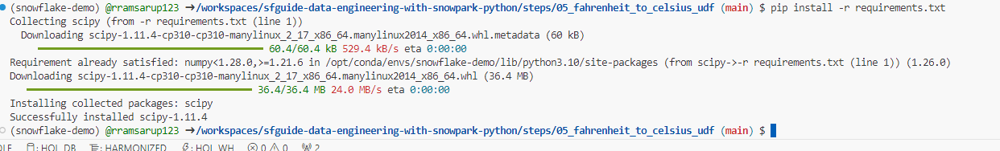 (snowflake-demo) @rramsarup123 ➜/workspaces/sfguide-data-engineering-with-snowpark-python/steps/05_fahrenheit_to_celsius_udf (main) $ pip install -r requirements.txt
Collecting scipy (from -r requirements.txt (line 1))
Downloading scipy-1.11.4-cp310-cp310-manylinux_2_17_x86_64.manylinux2014_x86_64.whl.metadata (60 kB)
60.4/60.4 kB 529.4 kB/s eta 0:00:00
Requirement already satisfied: numpy<1.28.0,>=1.21.6 in /opt/conda/envs/snowflake-demo/lib/python3.10/site-packages (from scipy->-r requirements.txt (line 1)) (1.26.0)
Downloading scipy-1.11.4-cp310-cp310-manylinux_2_17_x86_64.manylinux2014_x86_64.whl (36.4 MB)
36.4/36.4 MB 24.0 MB/s eta 0:00:00
Installing collected packages: scipy
Successfully installed scipy-1.11.4
(snowflake-demo) @rramsarup123 ➜/workspaces/sfguide-data-engineering-with-snowpark-python/steps/05_fahrenheit_to_celsius_udf (main) $
: HOL_DB : HARMONIZED : HOL_WH 0 0 2